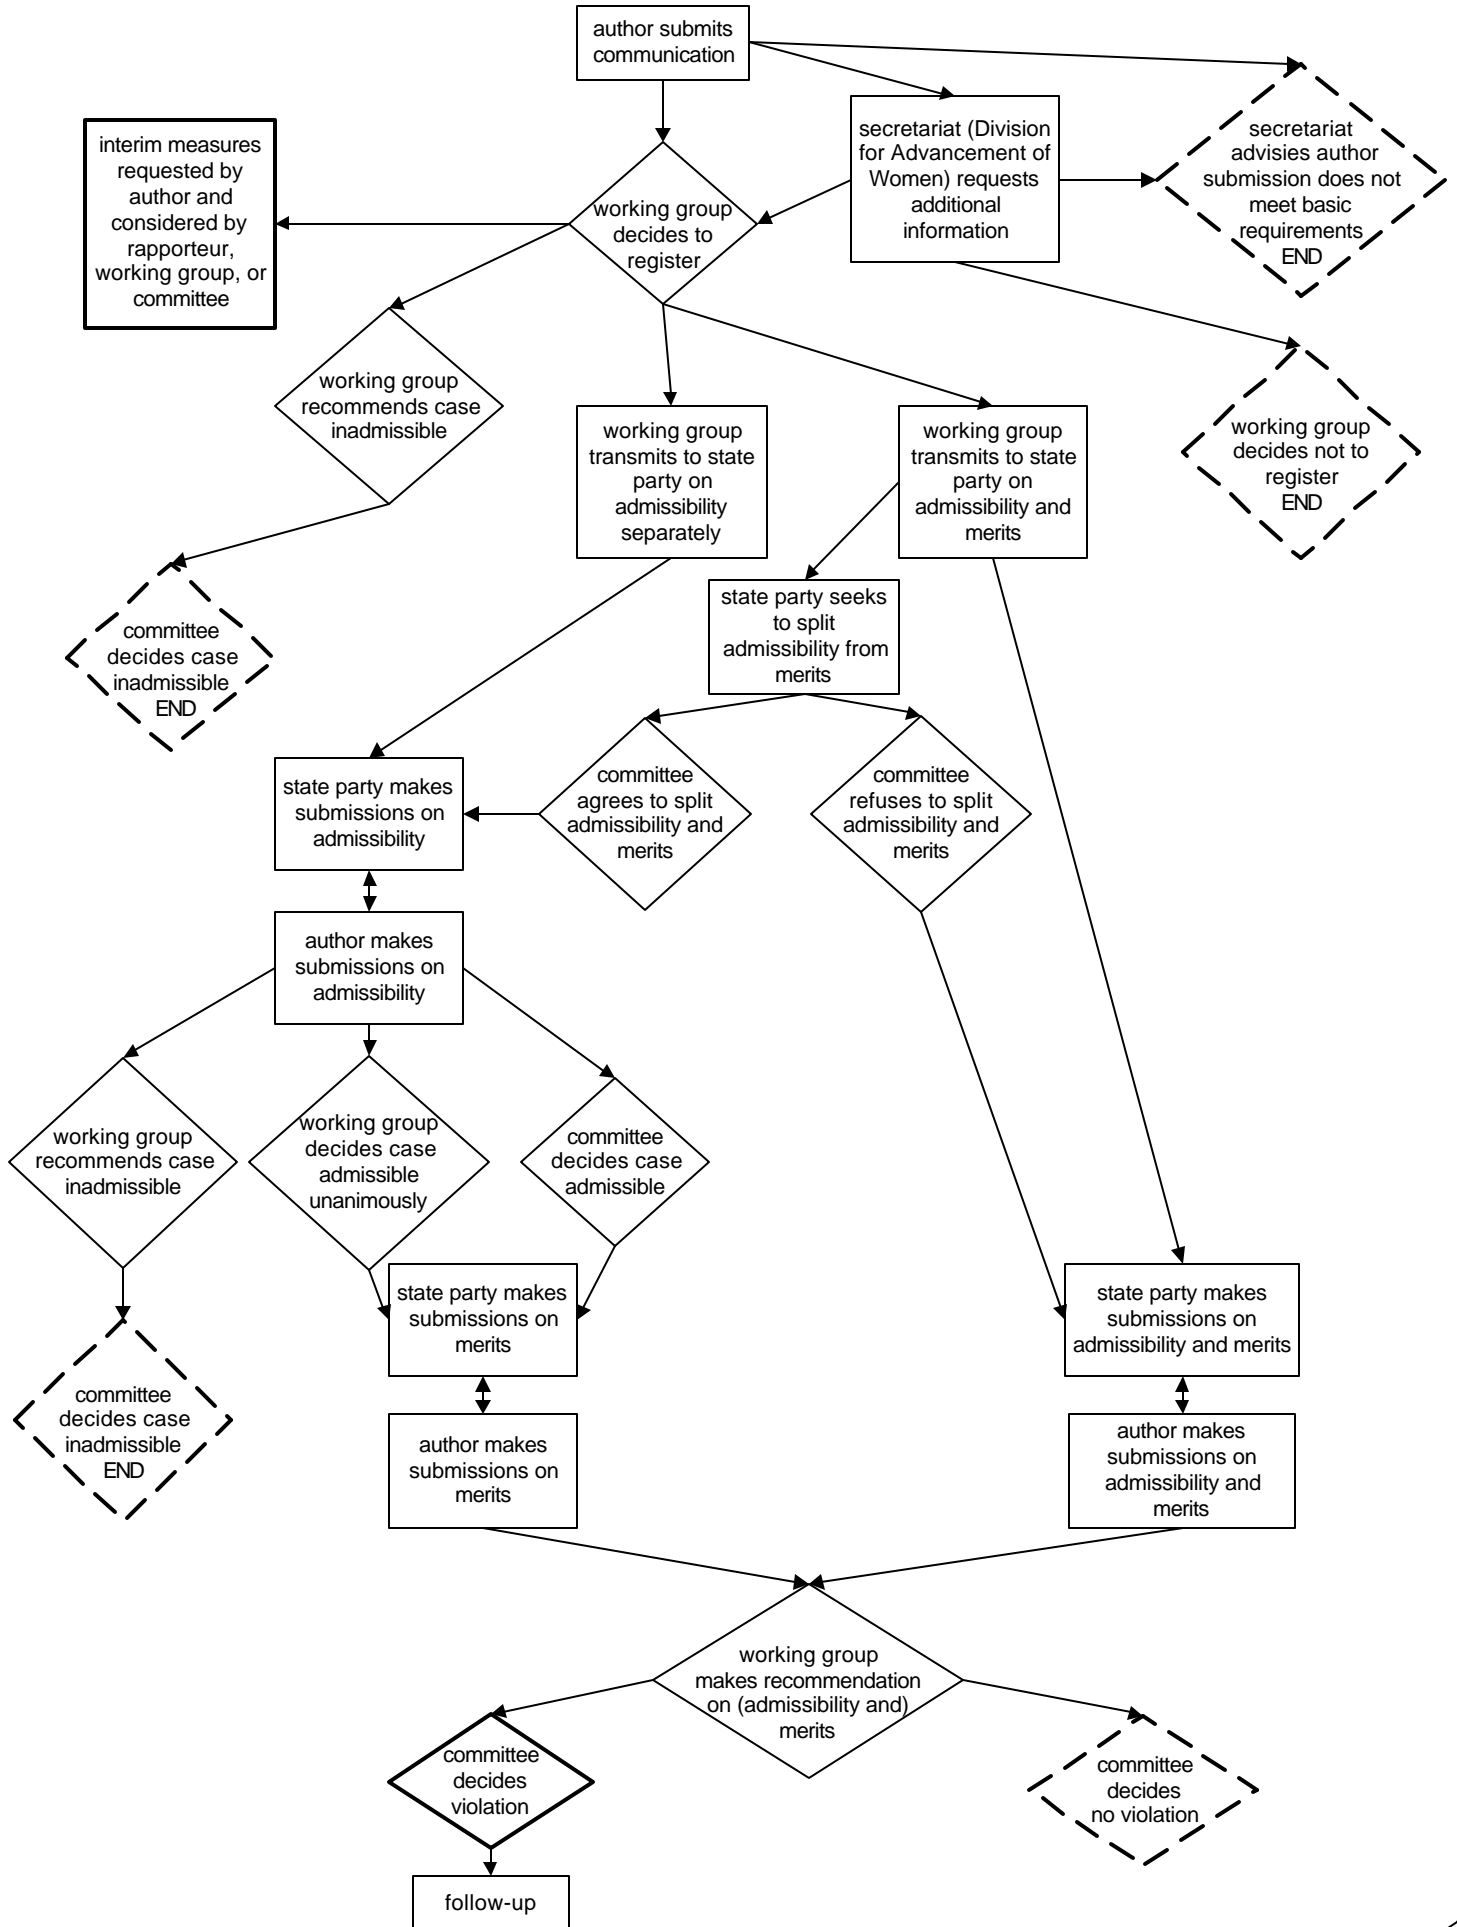 author submits
communication
interim measures
requested by
author and
considered by
rapporteur,
working group, or
committee
working group
decides to
register
secretariat (Division
for Advancement of
Women) requests
additional
information
secretariat
advisies author
submission does not
meet basic
requirements
END
working group
recommends case
inadmissible
working group
transmits to state
party on
admissibility
separately
working group
transmits to state
party on
admissibility and
merits
working group
decides not to
register
END
committee
decides case
inadmissible
END
state party seeks
to split
admissibility from
merits
state party makes
submissions on
admissibility
committee
agrees to split
admissibility and
merits
committee
refuses to split
admissibility and
merits
author makes
submissions on
admissibility
working group
recommends case
inadmissible
working group
decides case
admissible
unanimously
committee
decides case
admissible
state party makes
submissions on
merits
state party makes
submissions on
admissibility and merits
committee
decides case
inadmissible
END
author makes
submissions on
merits
author makes
submissions on
admissibility and
merits
working group
makes recommendation
on (admissibility and)
merits
committee
decides
violation
committee
decides
no violation
follow-up